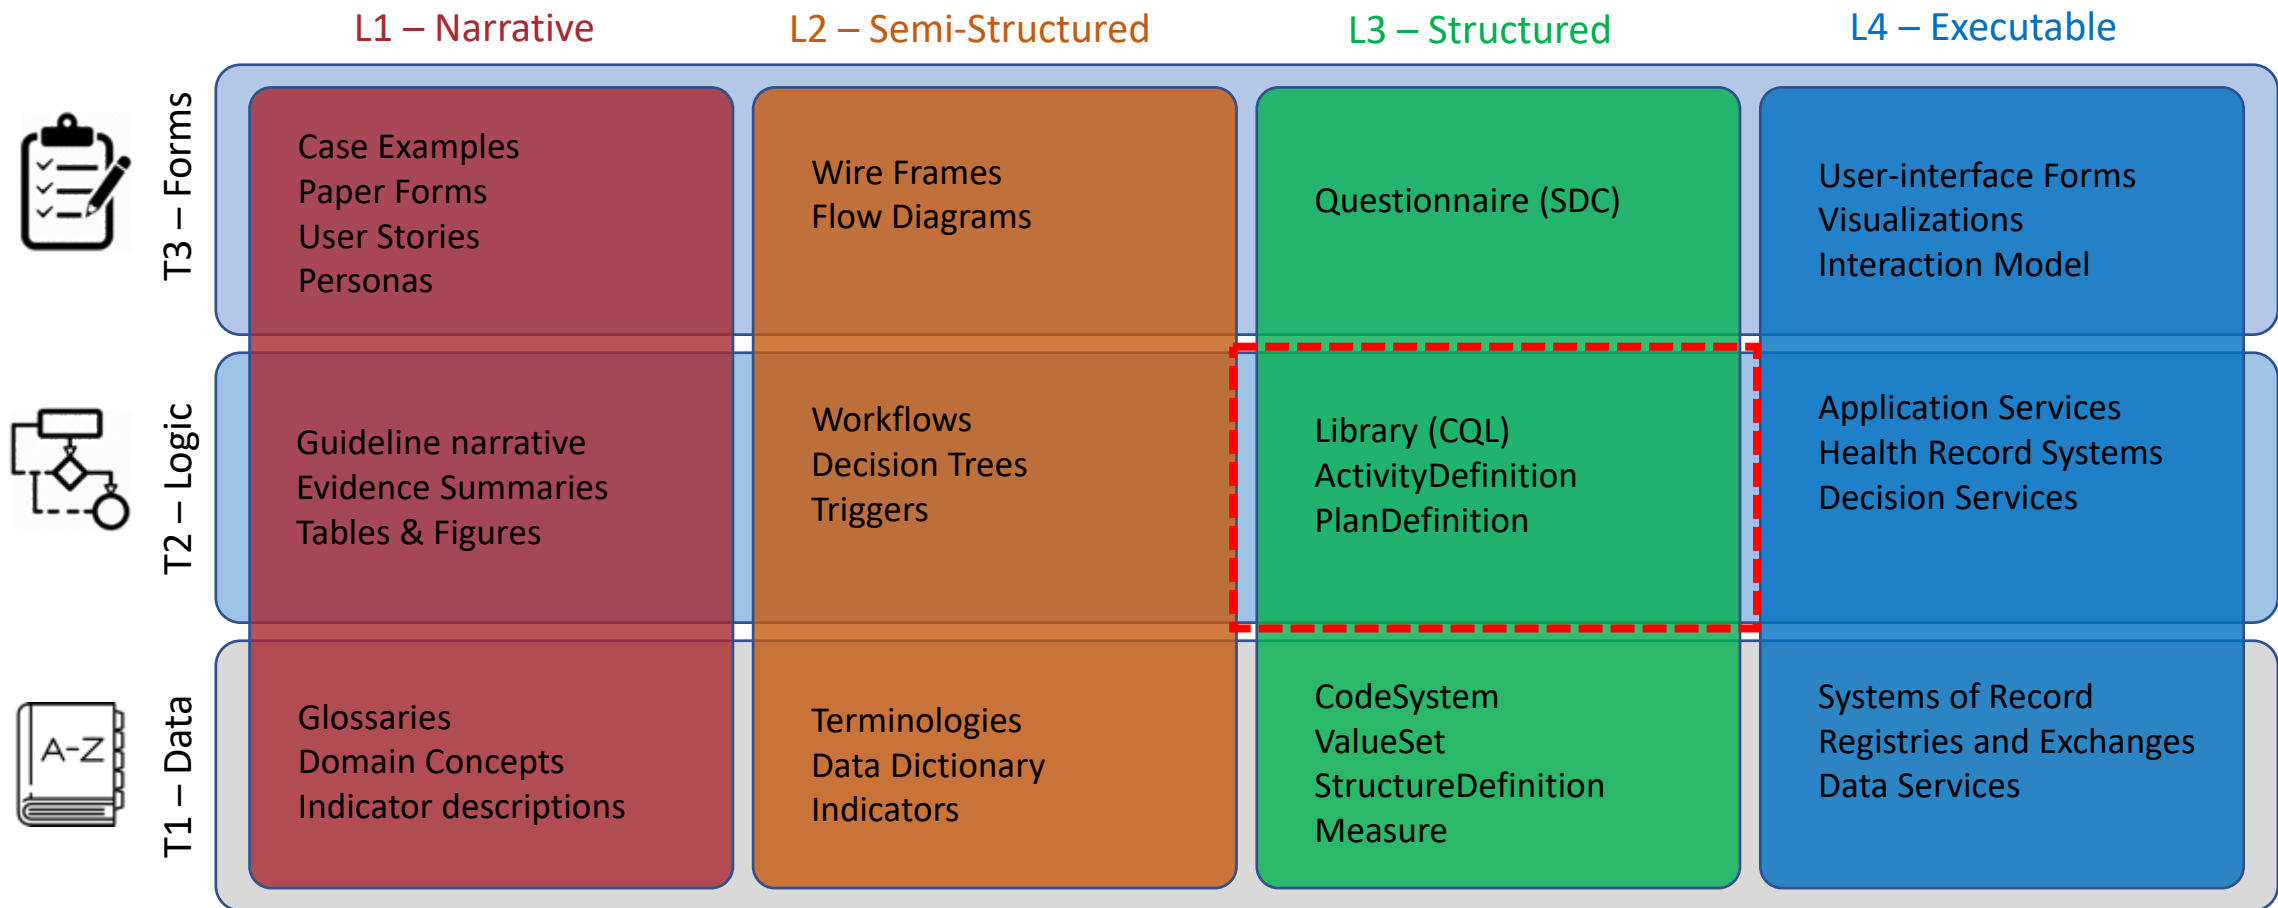 L1 – Narrative
L2 – Semi-Structured
L3 – Structured
L4 – Executable
T3 – Forms
Case Examples
Paper Forms
User Stories
Personas
Wire Frames
Flow Diagrams
Questionnaire (SDC)
User-interface Forms
Visualizations
Interaction Model
T2 – Logic
Guideline narrative
Evidence Summaries
Tables & Figures
Workflows
Decision Trees
Triggers
Library (CQL)
ActivityDefinition
PlanDefinition
Application Services
Health Record Systems
Decision Services
A-Z
T1 – Data
Glossaries
Domain Concepts
Indicator descriptions
Terminologies
Data Dictionary
Indicators
CodeSystem
ValueSet
StructureDefinition
Measure
Systems of Record
Registries and Exchanges
Data Services